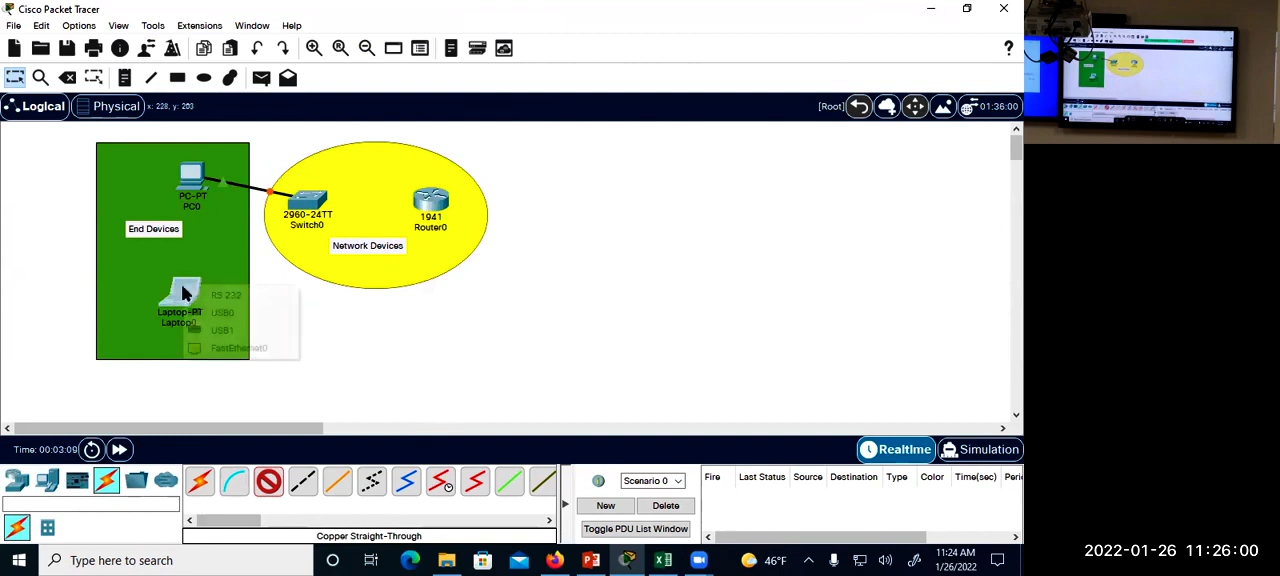 Cisco Packet Tracer
File Edit Options View Tools Extensions Window Help
?
Logical Physical x: 228, y: 203
[Root] 01:36:00
PC-PT
PC0
2960-24TT
Switch0
1941
Router0
End Devices
Network Devices
RS 232
USB0
USB1
FastEthernet0
Laptop-PT
Laptop0
Time: 00:03:09
Realtime Simulation
Scenario 0
Fire Last Status Source Destination Type Color Time(sec) Perio
New Delete
Toggle PDU List Window
Copper Straight-Through
Type here to search
46°F
11:24 AM
1/26/2022
2022-01-26 11:26:00